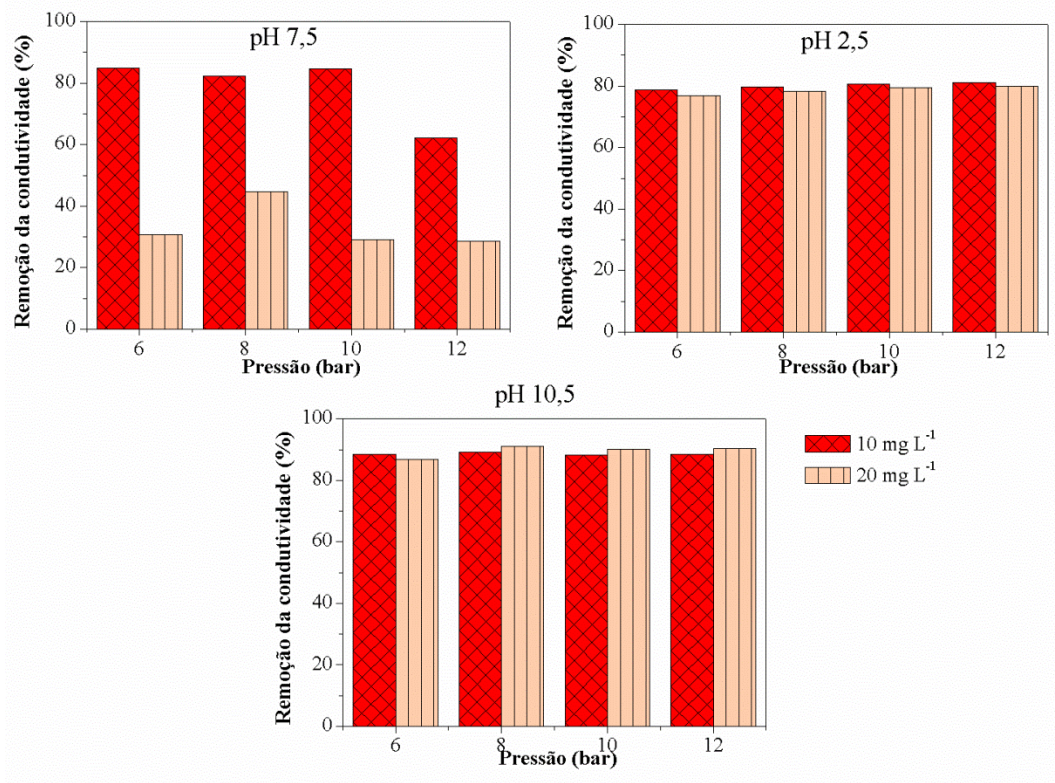 pH 7,5
Remoção da condutividade (%)
100
80
60
40
20
0
6 8 10 12
Pressão (bar)
pH 2,5
Remoção da condutividade (%)
100
80
60
40
20
0
6 8 10 12
Pressão (bar)
pH 10,5
Remoção da condutividade (%)
100
80
60
40
20
0
6 8 10 12
Pressão (bar)
10 mg L⁻¹
20 mg L⁻¹